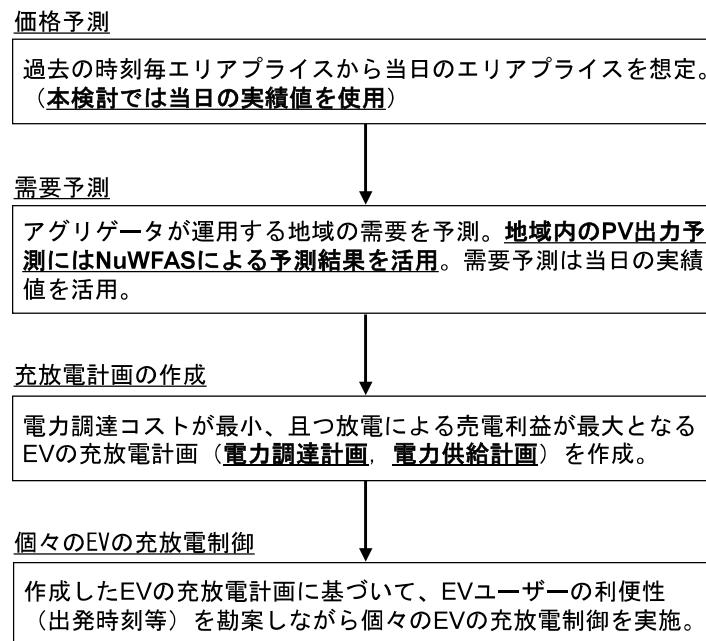 価格予測
過去の時刻毎エリアプライスから当日のエリアプライスを想定。
（本検討では当日の実績値を使用）
需要予測
アグリゲータが運用する地域の需要を予測。地域内のPV出力予
測にはNuWFASによる予測結果を活用。需要予測は当日の実績
値を活用。
充放電計画の作成
電力調達コストが最小、且つ放電による売電利益が最大となる
EVの充放電計画（電力調達計画，電力供給計画）を作成。
個々のEVの充放電制御
作成したEVの充放電計画に基づいて、EVユーザーの利便性
（出発時刻等）を勘案しながら個々のEVの充放電制御を実施。